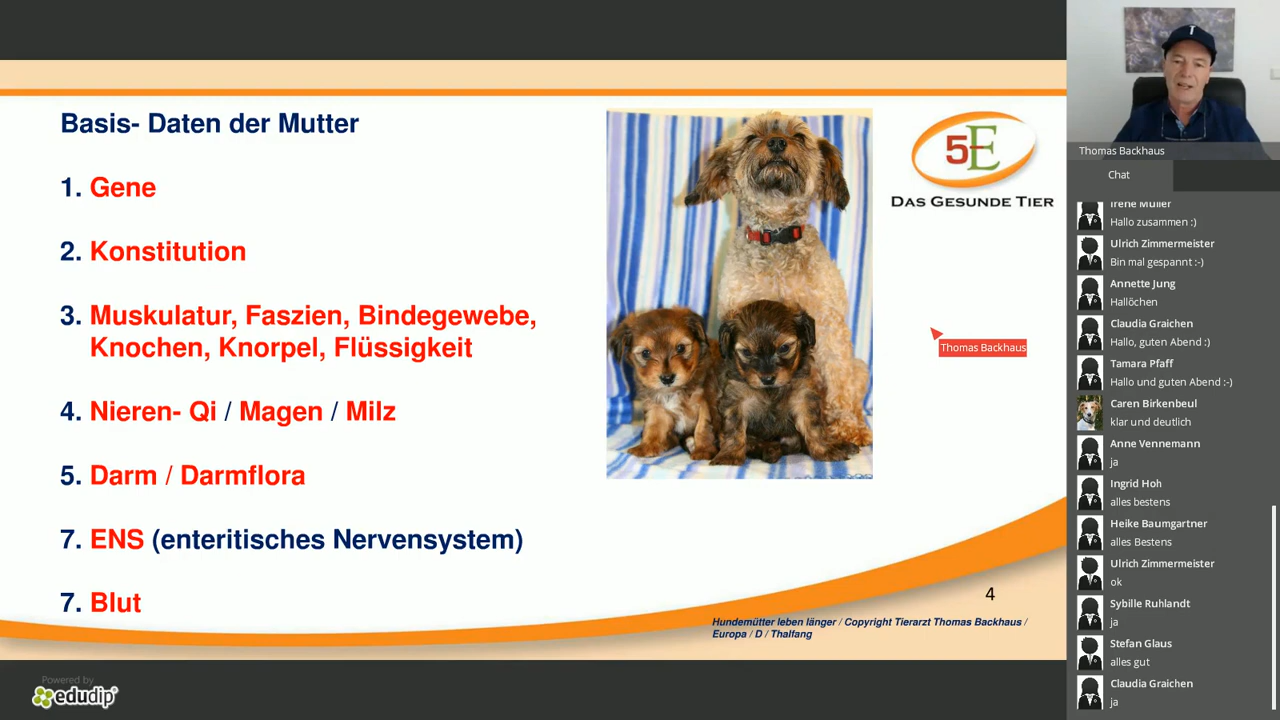 Basis- Daten der Mutter
1. Gene
2. Konstitution
3. Muskulatur, Faszien, Bindegewebe,
Knochen, Knorpel, Flüssigkeit
4. Nieren- Qi / Magen / Milz
5. Darm / Darmflora
7. ENS (enteritisches Nervensystem)
7. Blut
5E
DAS GESUNDE TIER
Thomas Backhaus
4
Hundemütter leben länger / Copyright Tierarzt Thomas Backhaus /
Europa / D / Thalfang
Powered by
edudip
T
Thomas Backhaus
Chat
Irene Müller
Hallo zusammen :)
Ulrich Zimmermeister
Bin mal gespannt :-)
Annette Jung
Hallöchen
Claudia Graichen
Hallo, guten Abend :)
Tamara Pfaff
Hallo und guten Abend :-)
Caren Birkenbeul
klar und deutlich
Anne Vennemann
ja
Ingrid Hoh
alles bestens
Heike Baumgartner
alles Bestens
Ulrich Zimmermeister
ok
Sybille Ruhlandt
ja
Stefan Glaus
alles gut
Claudia Graichen
ja